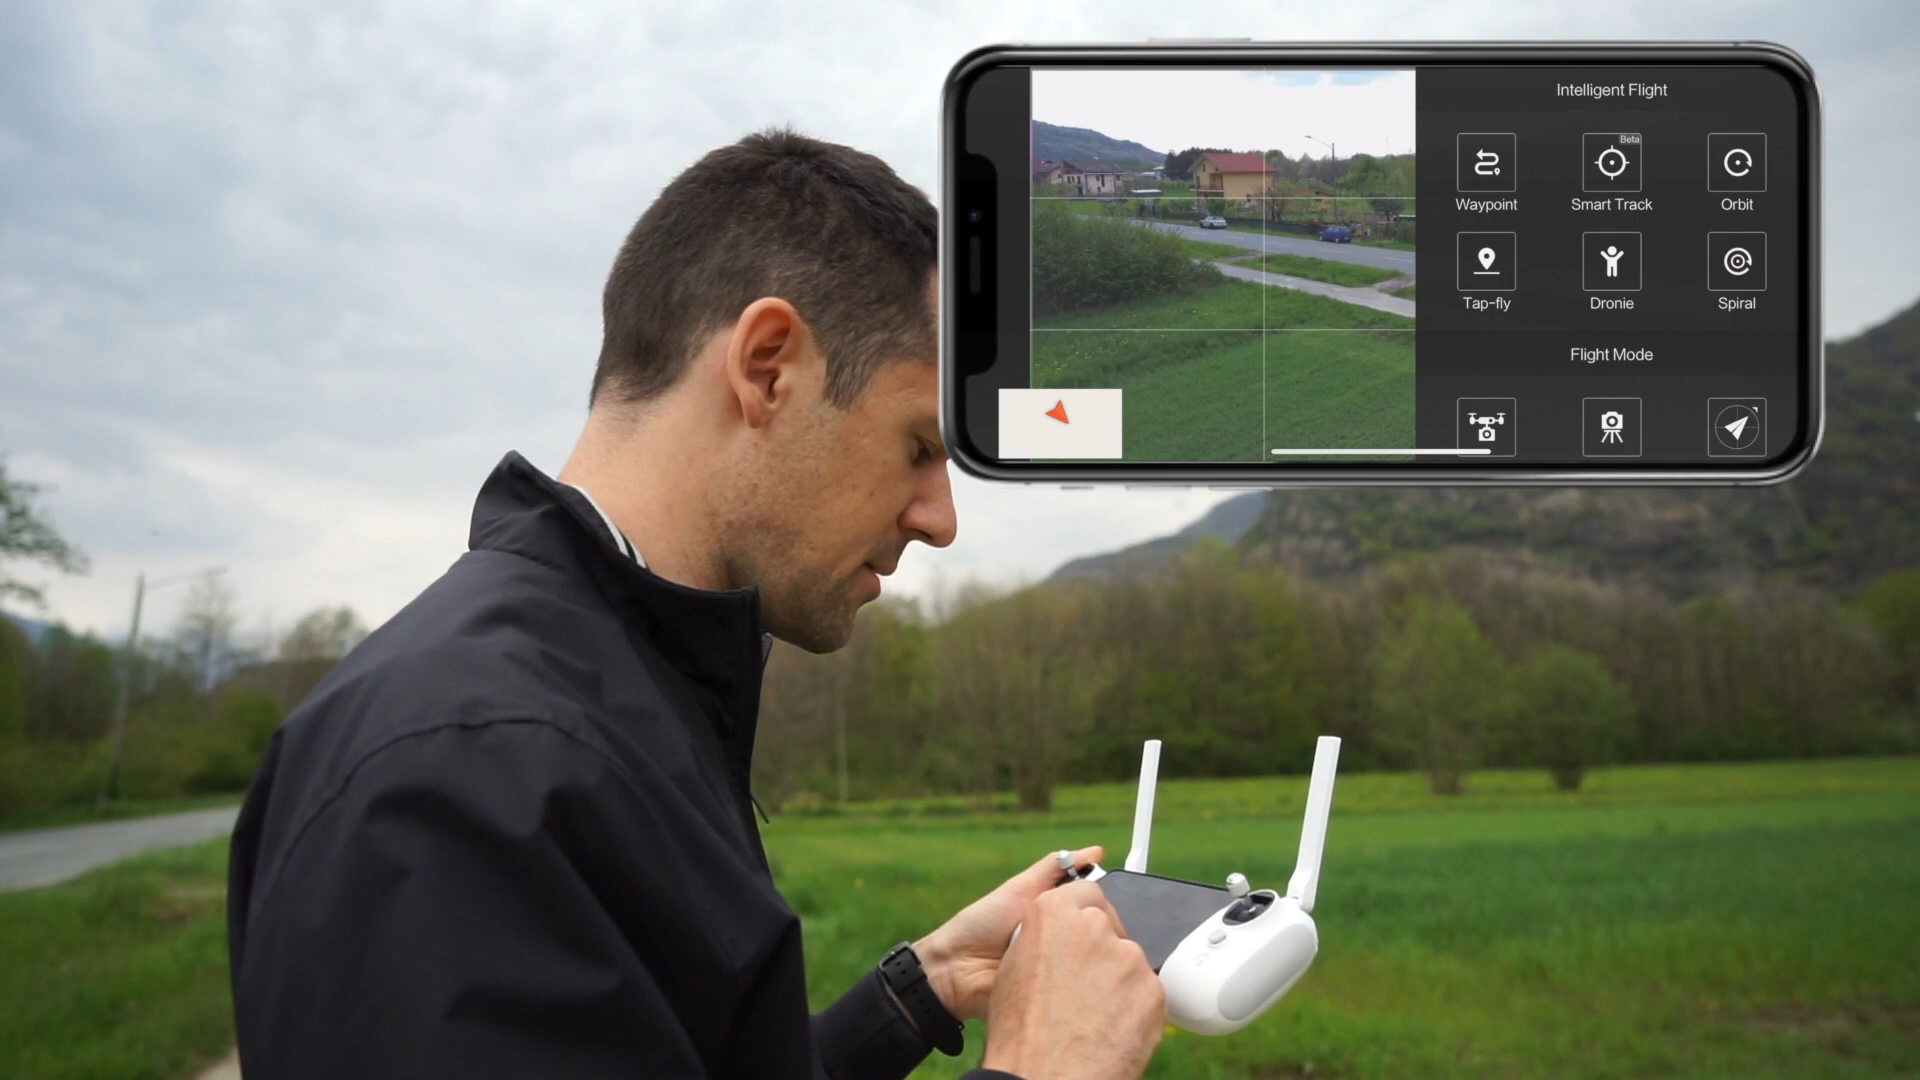 Intelligent Flight
Beta
Waypoint
Smart Track
Orbit
Tap-fly
Dronie
Spiral
Flight Mode